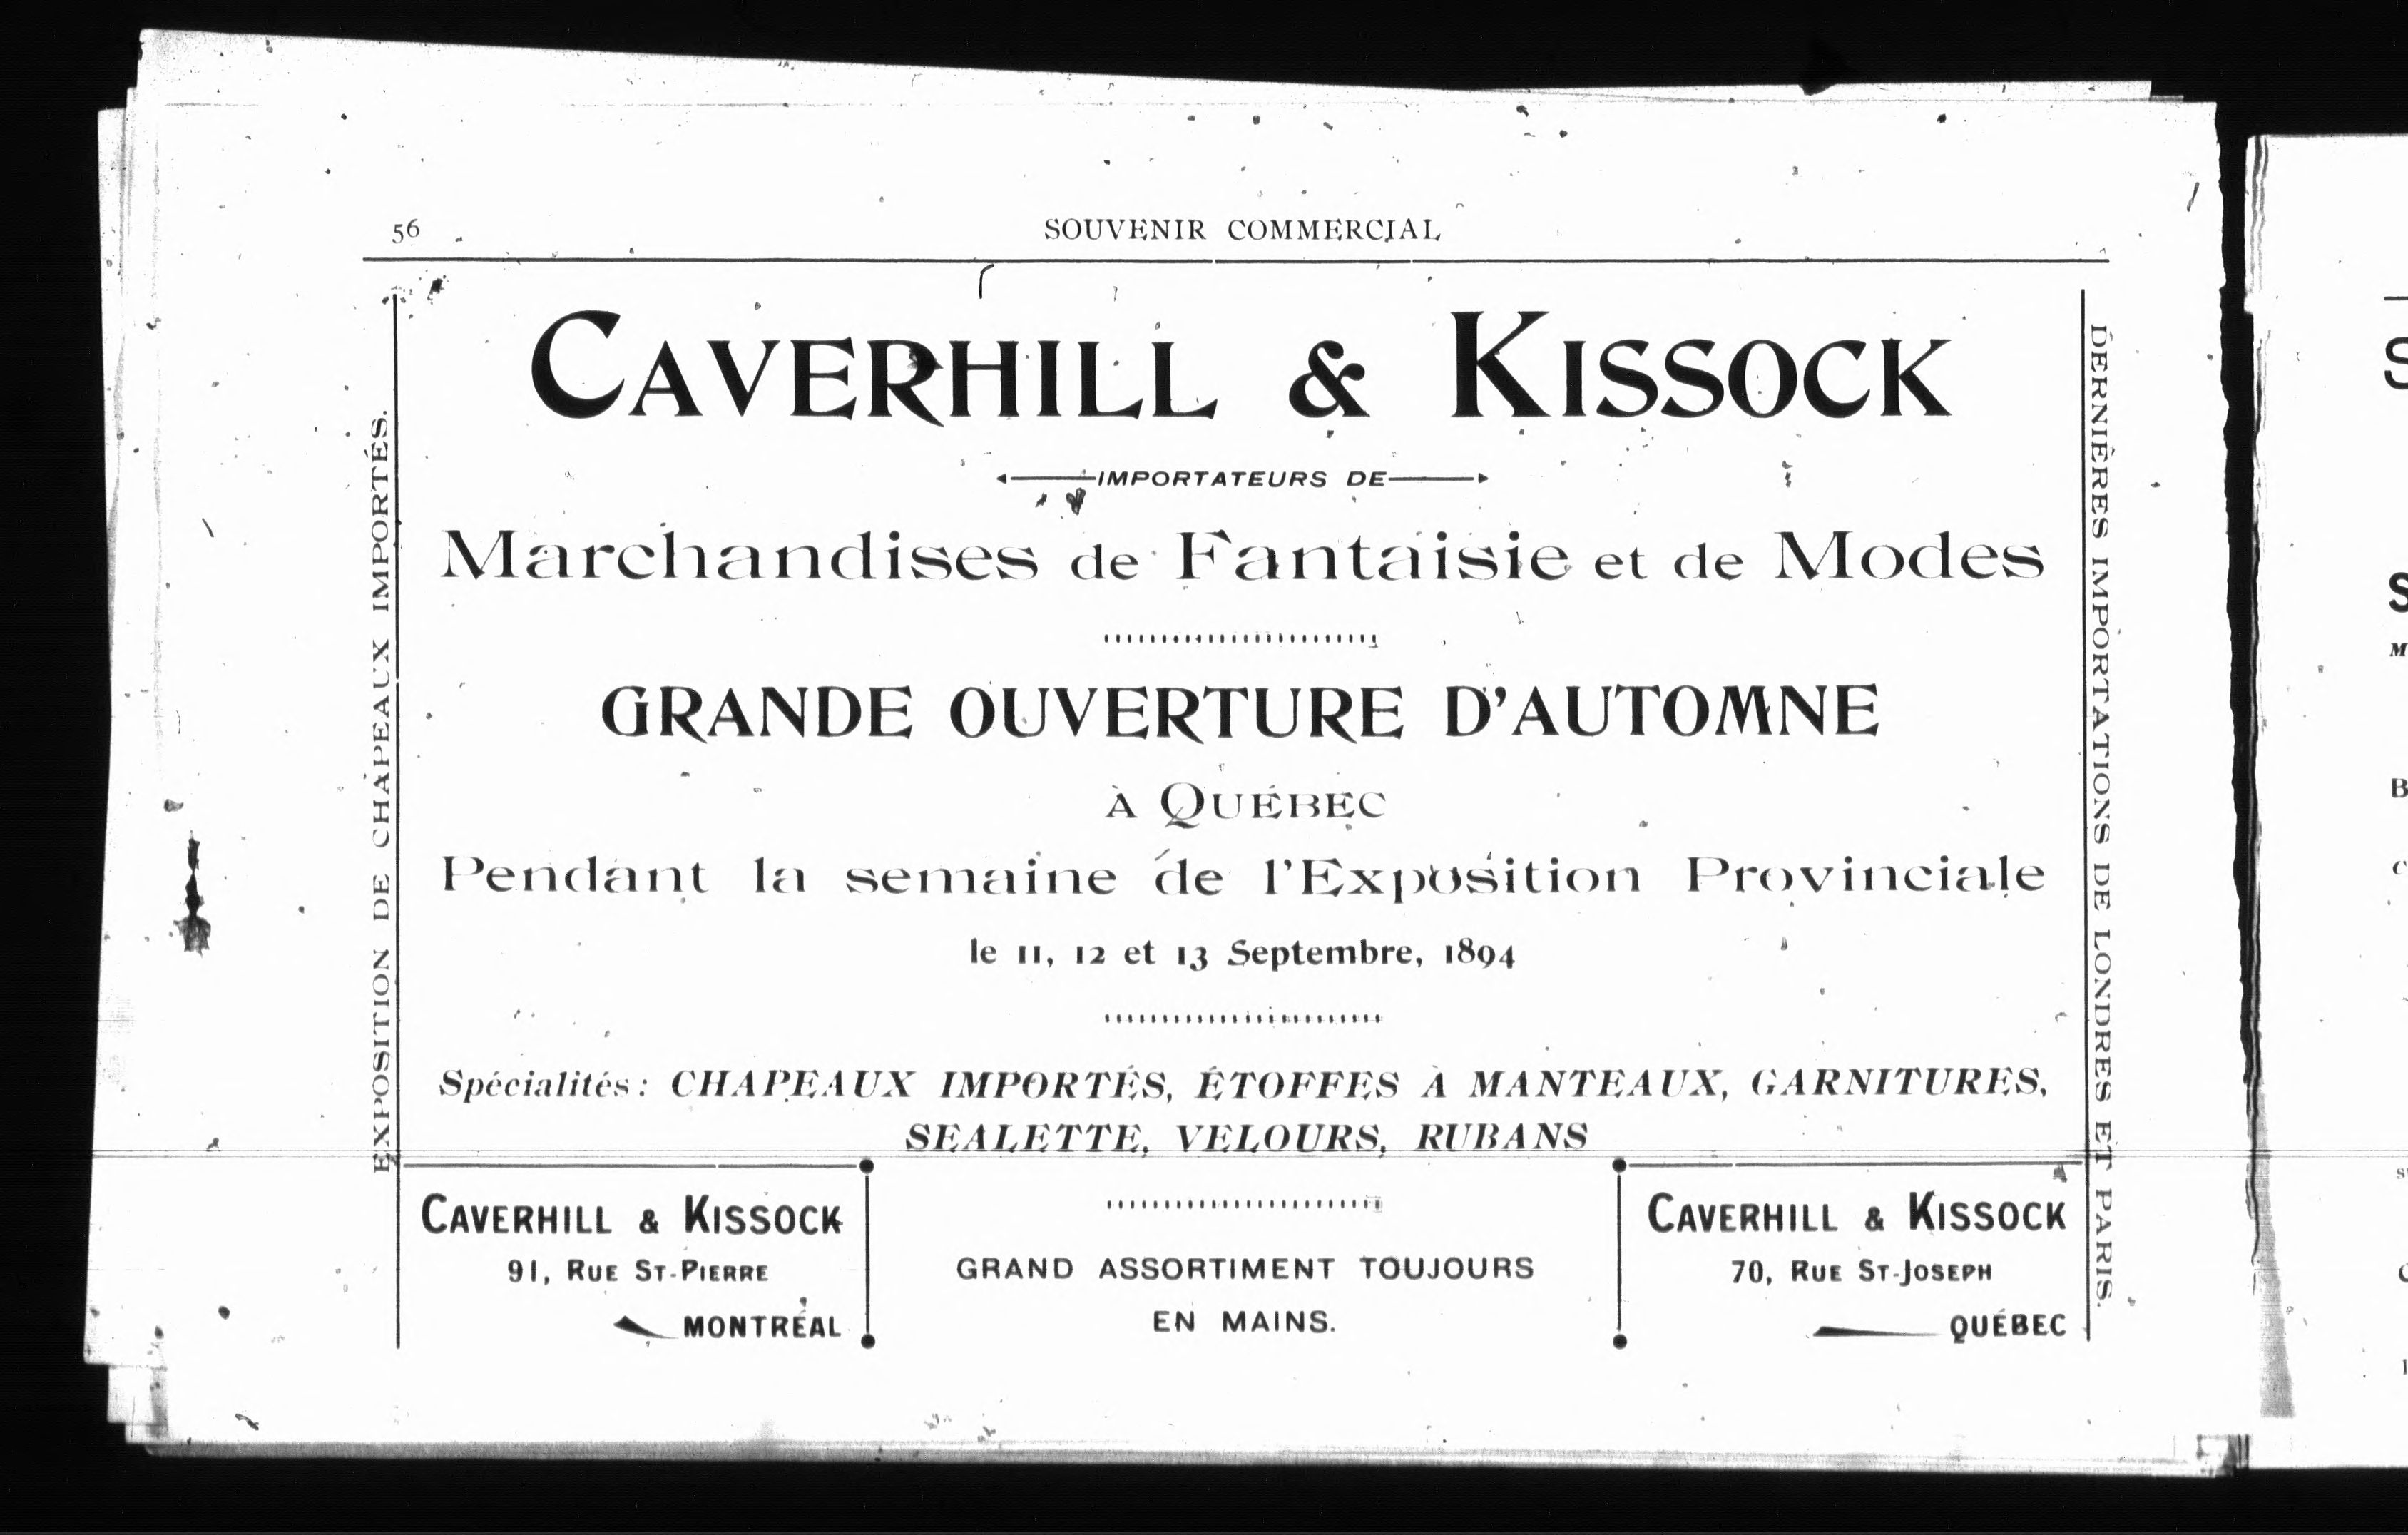 56
SOUVENIR COMMERCIAL
EXPOSITION DE CHAPEAUX IMPORTÉS.
CAVERHILL & KISSOCK
IMPORTATEURS DE
Marchandises de Fantaisie et de Modes
GRANDE OUVERTURE D'AUTOMNE
À QUÉBEC
Pendant la semaine de l'Exposition Provinciale
le 11, 12 et 13 Septembre, 1894
Spécialités: CHAPEAUX IMPORTÉS, ÉTOFFES À MANTEAUX, GARNITURES,
SEALETTE, VELOURS, RUBANS
CAVERHILL & KISSOCK
91, RUE ST-PIERRE
MONTRÉAL
GRAND ASSORTIMENT TOUJOURS
EN MAINS.
CAVERHILL & KISSOCK
70, RUE ST-JOSEPH
QUÉBEC
DERNIÈRES IMPORTATIONS DE LONDRES ET PARIS.